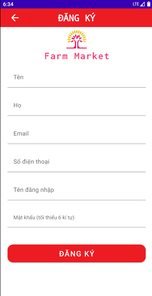 6:34
LTE
ĐĂNG KÝ
Farm Market
Tên
Họ
Email
Số điện thoại
Tên đăng nhập
Mật khẩu (tối thiểu 6 kí tự)
ĐĂNG KÝ